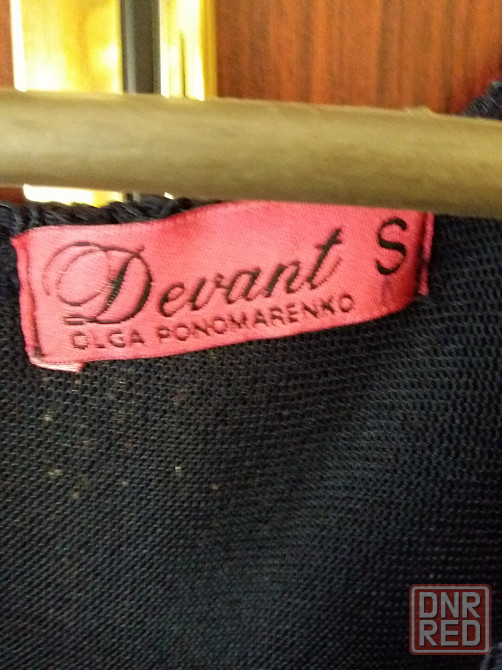 Devant S
OLGA PONOMARENKO
DNR
RED